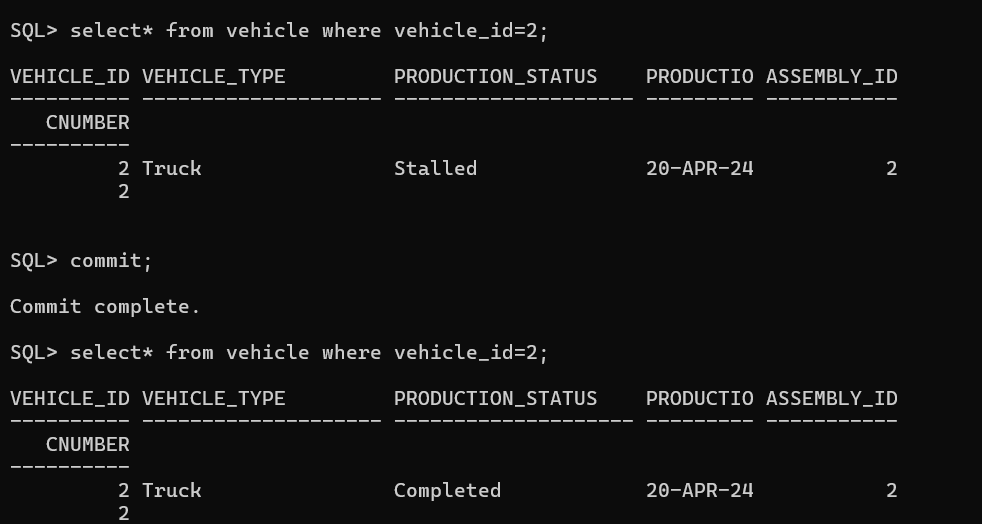 SQL> select* from vehicle where vehicle_id=2;
VEHICLE_ID VEHICLE_TYPE         PRODUCTION_STATUS    PRODUCTIO ASSEMBLY_ID
---------- -------------------- -------------------- --------- -----------
   CNUMBER
----------
         2 Truck                Stalled              20-APR-24           2
         2
SQL> commit;
Commit complete.
SQL> select* from vehicle where vehicle_id=2;
VEHICLE_ID VEHICLE_TYPE         PRODUCTION_STATUS    PRODUCTIO ASSEMBLY_ID
---------- -------------------- -------------------- --------- -----------
   CNUMBER
----------
         2 Truck                Completed            20-APR-24           2
         2